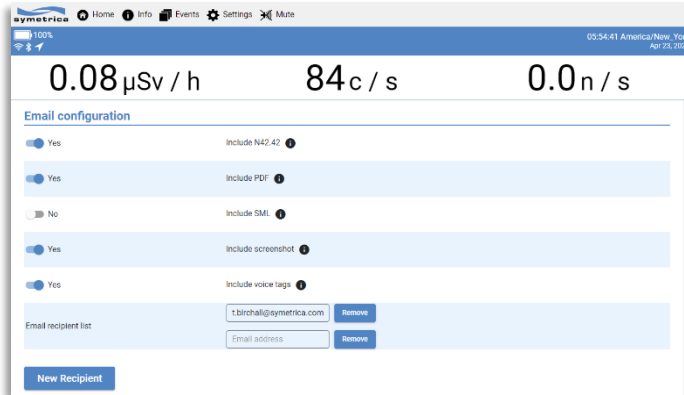 symetrica Home Info Events Settings Mute
100%
05:54:41 America/New_Yor
Apr 23, 202
0.08 µSv / h 84 c / s 0.0 n / s
Email configuration
Yes Include N42.42
Yes Include PDF
No Include SML
Yes Include screenshot
Yes Include voice tags
Email recipient list
t.birchall@symetrica.com Remove
Email address Remove
New Recipient